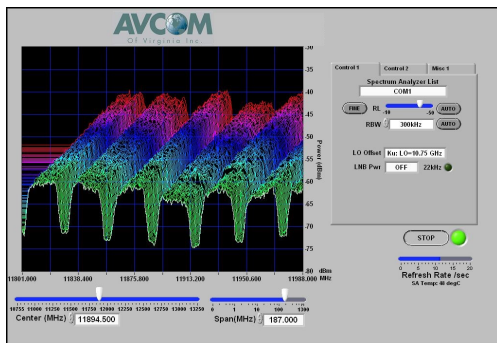 AVCOM
Of Virginia Inc
-30
-35
-40
-45
-50
-55
-60
-65
-70
-75
-80
Power (dBm)
dBm
11801.000 11838.400 11875.800 11913.200 11950.600 11988.000 MHz
10755 11000 11250 11500 11750 12000 12250 12500 12750 13000 13250
Center (MHz) 11894.500
0 1 10 100 1300
Span(MHz) 187.000
Control 1 Control 2 Misc 1
Spectrum Analyzer List
COM1
FINE RL -10 -50 AUTO
RBW 300kHz AUTO
LO Offset Ku: LO=10.75 GHz
LNB Pwr OFF 22kHz
STOP
0 5 10 15 20
Refresh Rate /sec
SA Temp: 48 degC